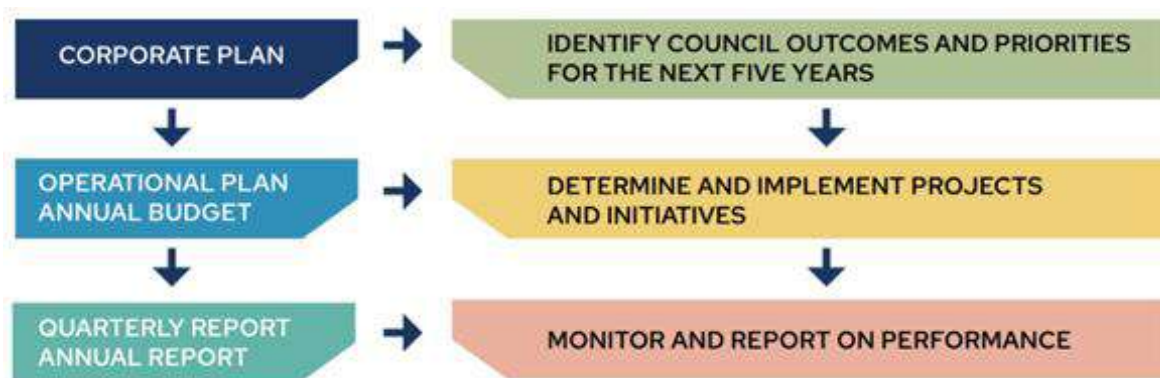 CORPORATE PLAN
IDENTIFY COUNCIL OUTCOMES AND PRIORITIES
FOR THE NEXT FIVE YEARS
OPERATIONAL PLAN
ANNUAL BUDGET
DETERMINE AND IMPLEMENT PROJECTS
AND INITIATIVES
QUARTERLY REPORT
ANNUAL REPORT
MONITOR AND REPORT ON PERFORMANCE